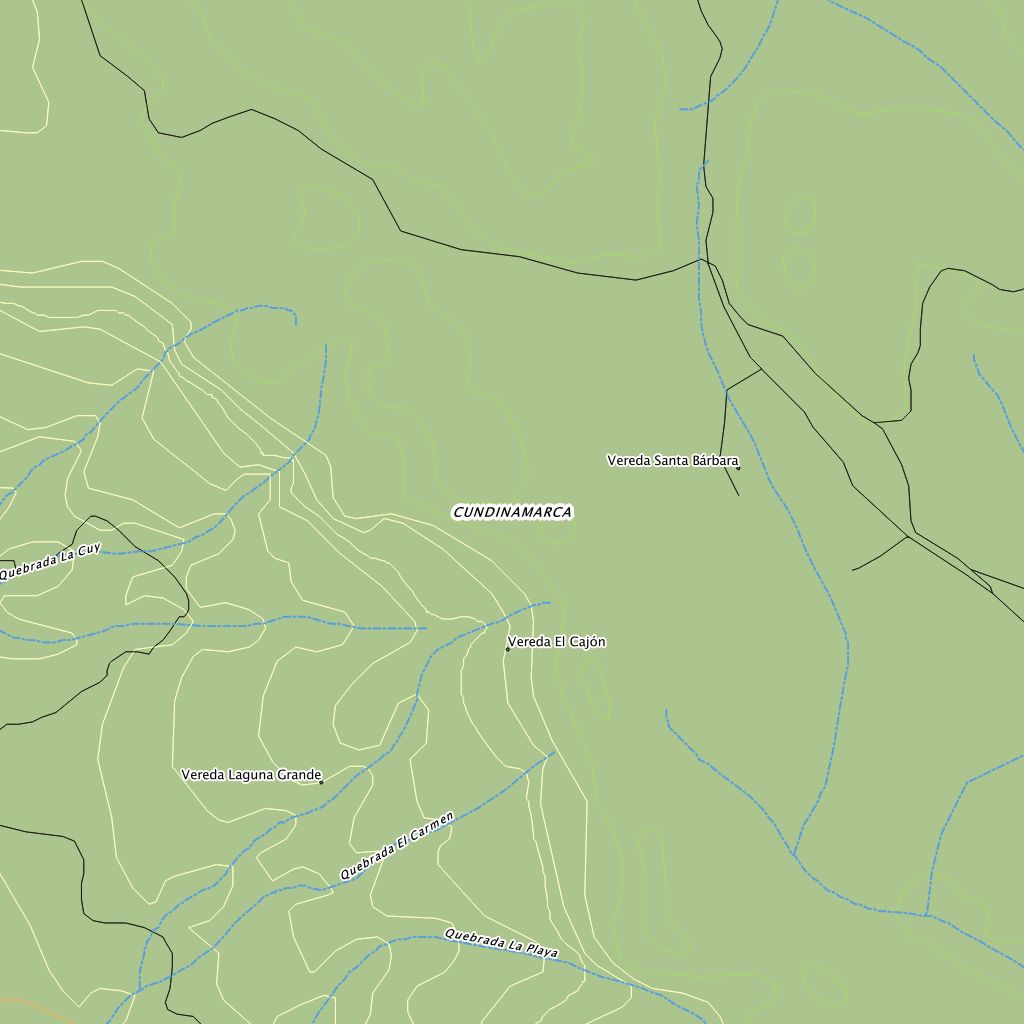 Vereda Santa Bárbara
CUNDINAMARCA
Quebrada La Cuy
Vereda El Cajón
Vereda Laguna Grande
Quebrada El Carmen
Quebrada La Playa